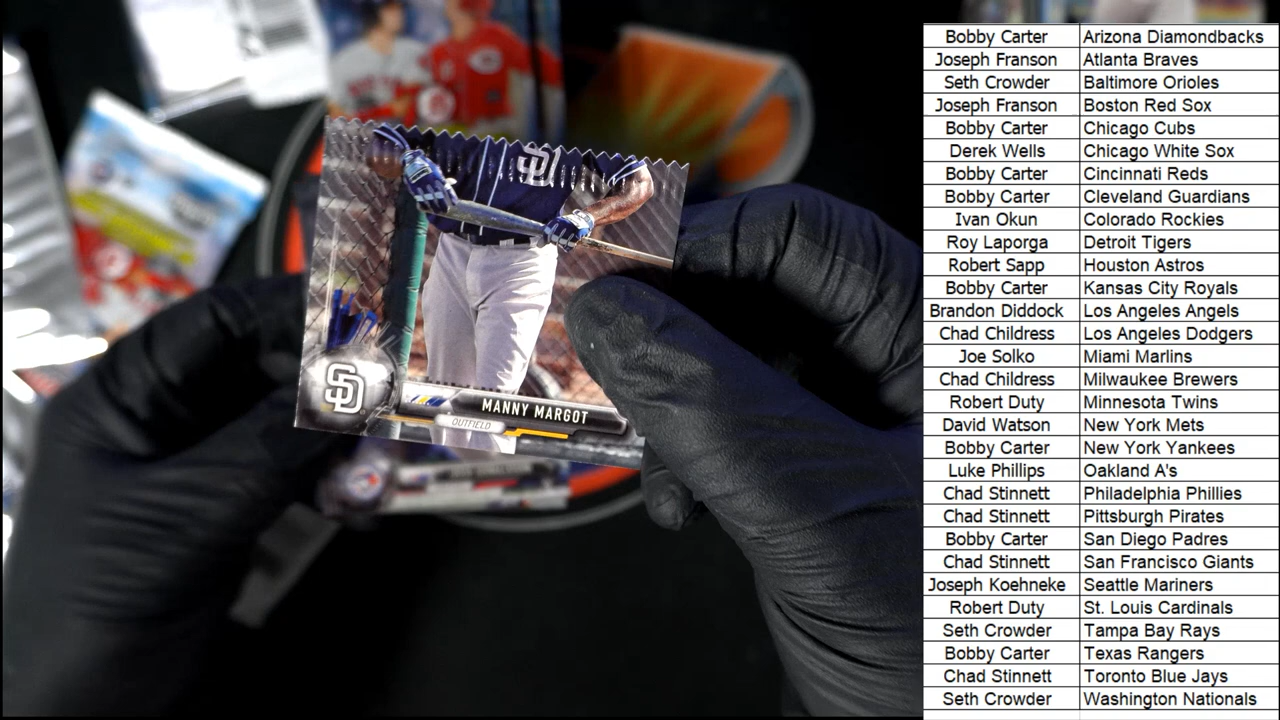 SD
SD
MANNY MARGOT
OUTFIELD
Bobby Carter Arizona Diamondbacks
Joseph Franson Atlanta Braves
Seth Crowder Baltimore Orioles
Joseph Franson Boston Red Sox
Bobby Carter Chicago Cubs
Derek Wells Chicago White Sox
Bobby Carter Cincinnati Reds
Bobby Carter Cleveland Guardians
Ivan Okun Colorado Rockies
Roy Laporga Detroit Tigers
Robert Sapp Houston Astros
Bobby Carter Kansas City Royals
Brandon Diddock Los Angeles Angels
Chad Childress Los Angeles Dodgers
Joe Solko Miami Marlins
Chad Childress Milwaukee Brewers
Robert Duty Minnesota Twins
David Watson New York Mets
Bobby Carter New York Yankees
Luke Phillips Oakland A's
Chad Stinnett Philadelphia Phillies
Chad Stinnett Pittsburgh Pirates
Bobby Carter San Diego Padres
Chad Stinnett San Francisco Giants
Joseph Koehneke Seattle Mariners
Robert Duty St. Louis Cardinals
Seth Crowder Tampa Bay Rays
Bobby Carter Texas Rangers
Chad Stinnett Toronto Blue Jays
Seth Crowder Washington Nationals